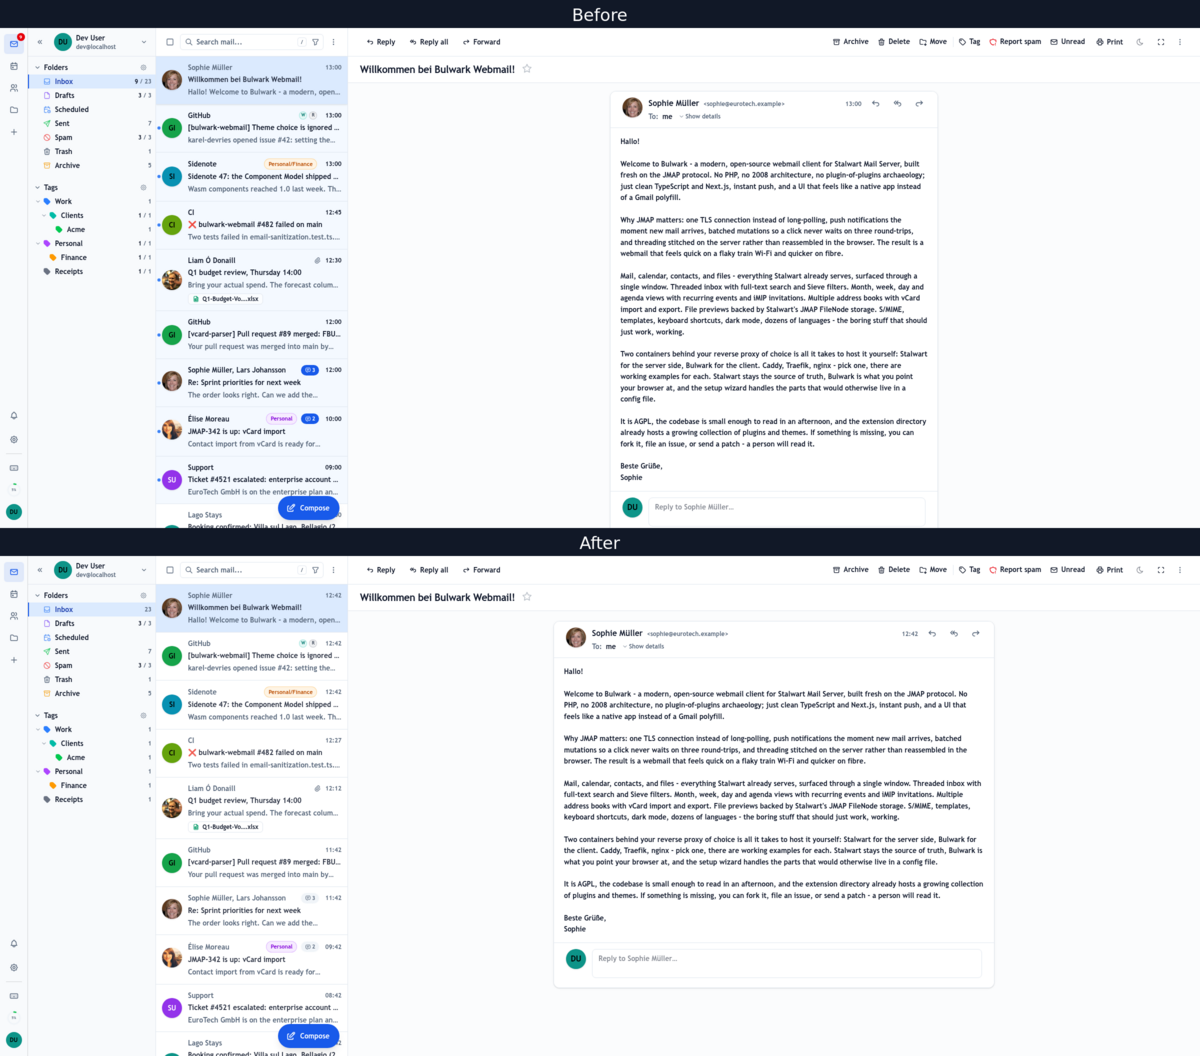 Before
9
Dev User
dev@localhost
Search mail... /
Reply Reply all Forward
Archive Delete Move Tag Report spam Unread Print
Folders
Inbox 9 / 23
Drafts 3 / 3
Scheduled
Sent 7
Spam 3 / 3
Trash 1
Archive 5
Tags
Work 1
Clients 1 / 1
Acme 1
Personal 1 / 1
Finance 1 / 1
Receipts 1
DU
Sophie Müller 13:00
Willkommen bei Bulwark Webmail!
Hallo! Welcome to Bulwark - a modern, open...
GI
GitHub W R 13:00
[bulwark-webmail] Theme choice is ignored ...
karel-devries opened issue #42: setting the...
SI
Sidenote Personal/Finance 13:00
Sidenote 47: the Component Model shipped ...
Wasm components reached 1.0 last week. Th...
CI
CI 12:45
❌ bulwark-webmail #482 failed on main
Two tests failed in email-sanitization.test.ts....
Liam Ó Donaill 12:30
Q1 budget review, Thursday 14:00
Bring your actual spend. The forecast colum...
Q1-Budget-Vo....xlsx
GI
GitHub 12:00
[vcard-parser] Pull request #89 merged: FBU...
Your pull request was merged into main by...
Sophie Müller, Lars Johansson 3 12:00
Re: Sprint priorities for next week
The order looks right. Can we add the...
Élise Moreau Personal 2 10:00
JMAP-342 is up: vCard import
Contact import from vCard is ready for...
SU
Support 09:00
Ticket #4521 escalated: enterprise account ...
EuroTech GmbH is on the enterprise plan an...
Lago Stays
Booking confirmed: Villa sul Lago, Bellagio (2...
Compose
Willkommen bei Bulwark Webmail!
Sophie Müller <sophie@eurotech.example> 13:00
To: me Show details
Hallo!
Welcome to Bulwark - a modern, open-source webmail client for Stalwart Mail Server, built
fresh on the JMAP protocol. No PHP, no 2008 architecture, no plugin-of-plugins archaeology;
just clean TypeScript and Next.js, instant push, and a UI that feels like a native app instead
of a Gmail polyfill.
Why JMAP matters: one TLS connection instead of long-polling, push notifications the
moment new mail arrives, batched mutations so a click never waits on three round-trips,
and threading stitched on the server rather than reassembled in the browser. The result is a
webmail that feels quick on a flaky train Wi-Fi and quicker on fibre.
Mail, calendar, contacts, and files - everything Stalwart already serves, surfaced through a
single window. Threaded inbox with full-text search and Sieve filters. Month, week, day and
agenda views with recurring events and iMIP invitations. Multiple address books with vCard
import and export. File previews backed by Stalwart's JMAP FileNode storage. S/MIME,
templates, keyboard shortcuts, dark mode, dozens of languages - the boring stuff that should
just work, working.
Two containers behind your reverse proxy of choice is all it takes to host it yourself: Stalwart
for the server side, Bulwark for the client. Caddy, Traefik, nginx - pick one, there are
working examples for each. Stalwart stays the source of truth, Bulwark is what you point
your browser at, and the setup wizard handles the parts that would otherwise live in a
config file.
It is AGPL, the codebase is small enough to read in an afternoon, and the extension directory
already hosts a growing collection of plugins and themes. If something is missing, you can
fork it, file an issue, or send a patch - a person will read it.
Beste Grüße,
Sophie
DU
Reply to Sophie Müller...
After
DU
Dev User
dev@localhost
Search mail... /
Reply Reply all Forward
Archive Delete Move Tag Report spam Unread Print
Folders
Inbox 23
Drafts 3 / 3
Scheduled
Sent 7
Spam 3 / 3
Trash 1
Archive 5
Tags
Work 1
Clients 1
Acme 1
Personal 1
Finance 1
Receipts 1
DU
Sophie Müller 12:42
Willkommen bei Bulwark Webmail!
Hallo! Welcome to Bulwark - a modern, open...
GI
GitHub W R 12:42
[bulwark-webmail] Theme choice is ignored ...
karel-devries opened issue #42: setting the...
SI
Sidenote Personal/Finance 12:42
Sidenote 47: the Component Model shipped ...
Wasm components reached 1.0 last week. Th...
CI
CI 12:27
❌ bulwark-webmail #482 failed on main
Two tests failed in email-sanitization.test.ts....
Liam Ó Donaill 12:12
Q1 budget review, Thursday 14:00
Bring your actual spend. The forecast colum...
Q1-Budget-Vo....xlsx
GI
GitHub 11:42
[vcard-parser] Pull request #89 merged: FBU...
Your pull request was merged into main by...
Sophie Müller, Lars Johansson 3 11:42
Re: Sprint priorities for next week
The order looks right. Can we add the...
Élise Moreau Personal 2 09:42
JMAP-342 is up: vCard import
Contact import from vCard is ready for...
SU
Support 08:42
Ticket #4521 escalated: enterprise account ...
EuroTech GmbH is on the enterprise plan an...
Lago Stays
Booking confirmed: Villa sul Lago, Bellagio (2...
Compose
Willkommen bei Bulwark Webmail!
Sophie Müller <sophie@eurotech.example> 12:42
To: me Show details
Hallo!
Welcome to Bulwark - a modern, open-source webmail client for Stalwart Mail Server, built fresh on the JMAP protocol. No
PHP, no 2008 architecture, no plugin-of-plugins archaeology; just clean TypeScript and Next.js, instant push, and a UI that
feels like a native app instead of a Gmail polyfill.
Why JMAP matters: one TLS connection instead of long-polling, push notifications the moment new mail arrives, batched
mutations so a click never waits on three round-trips, and threading stitched on the server rather than reassembled in the
browser. The result is a webmail that feels quick on a flaky train Wi-Fi and quicker on fibre.
Mail, calendar, contacts, and files - everything Stalwart already serves, surfaced through a single window. Threaded inbox with
full-text search and Sieve filters. Month, week, day and agenda views with recurring events and iMIP invitations. Multiple
address books with vCard import and export. File previews backed by Stalwart's JMAP FileNode storage. S/MIME, templates,
keyboard shortcuts, dark mode, dozens of languages - the boring stuff that should just work, working.
Two containers behind your reverse proxy of choice is all it takes to host it yourself: Stalwart for the server side, Bulwark for
the client. Caddy, Traefik, nginx - pick one, there are working examples for each. Stalwart stays the source of truth, Bulwark is
what you point your browser at, and the setup wizard handles the parts that would otherwise live in a config file.
It is AGPL, the codebase is small enough to read in an afternoon, and the extension directory already hosts a growing collection
of plugins and themes. If something is missing, you can fork it, file an issue, or send a patch - a person will read it.
Beste Grüße,
Sophie
DU
Reply to Sophie Müller...